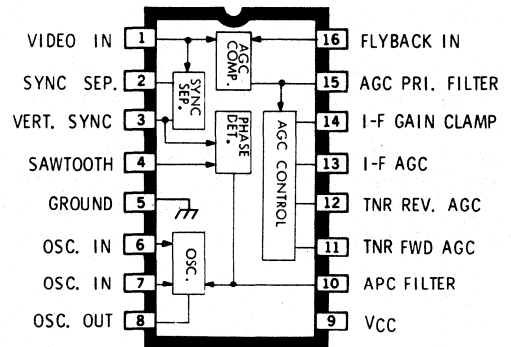 VIDEO IN 1 16 FLYBACK IN
SYNC SEP. 2 15 AGC PRI. FILTER
VERT. SYNC 3 14 I-F GAIN CLAMP
SAWTOOTH 4 13 I-F AGC
GROUND 5 12 TNR REV. AGC
OSC. IN 6 11 TNR FWD AGC
OSC. IN 7 10 APC FILTER
OSC. OUT 8 9 VCC
AGC
COMP.
SYNC
SEP.
PHASE
DET.
AGC CONTROL
OSC.